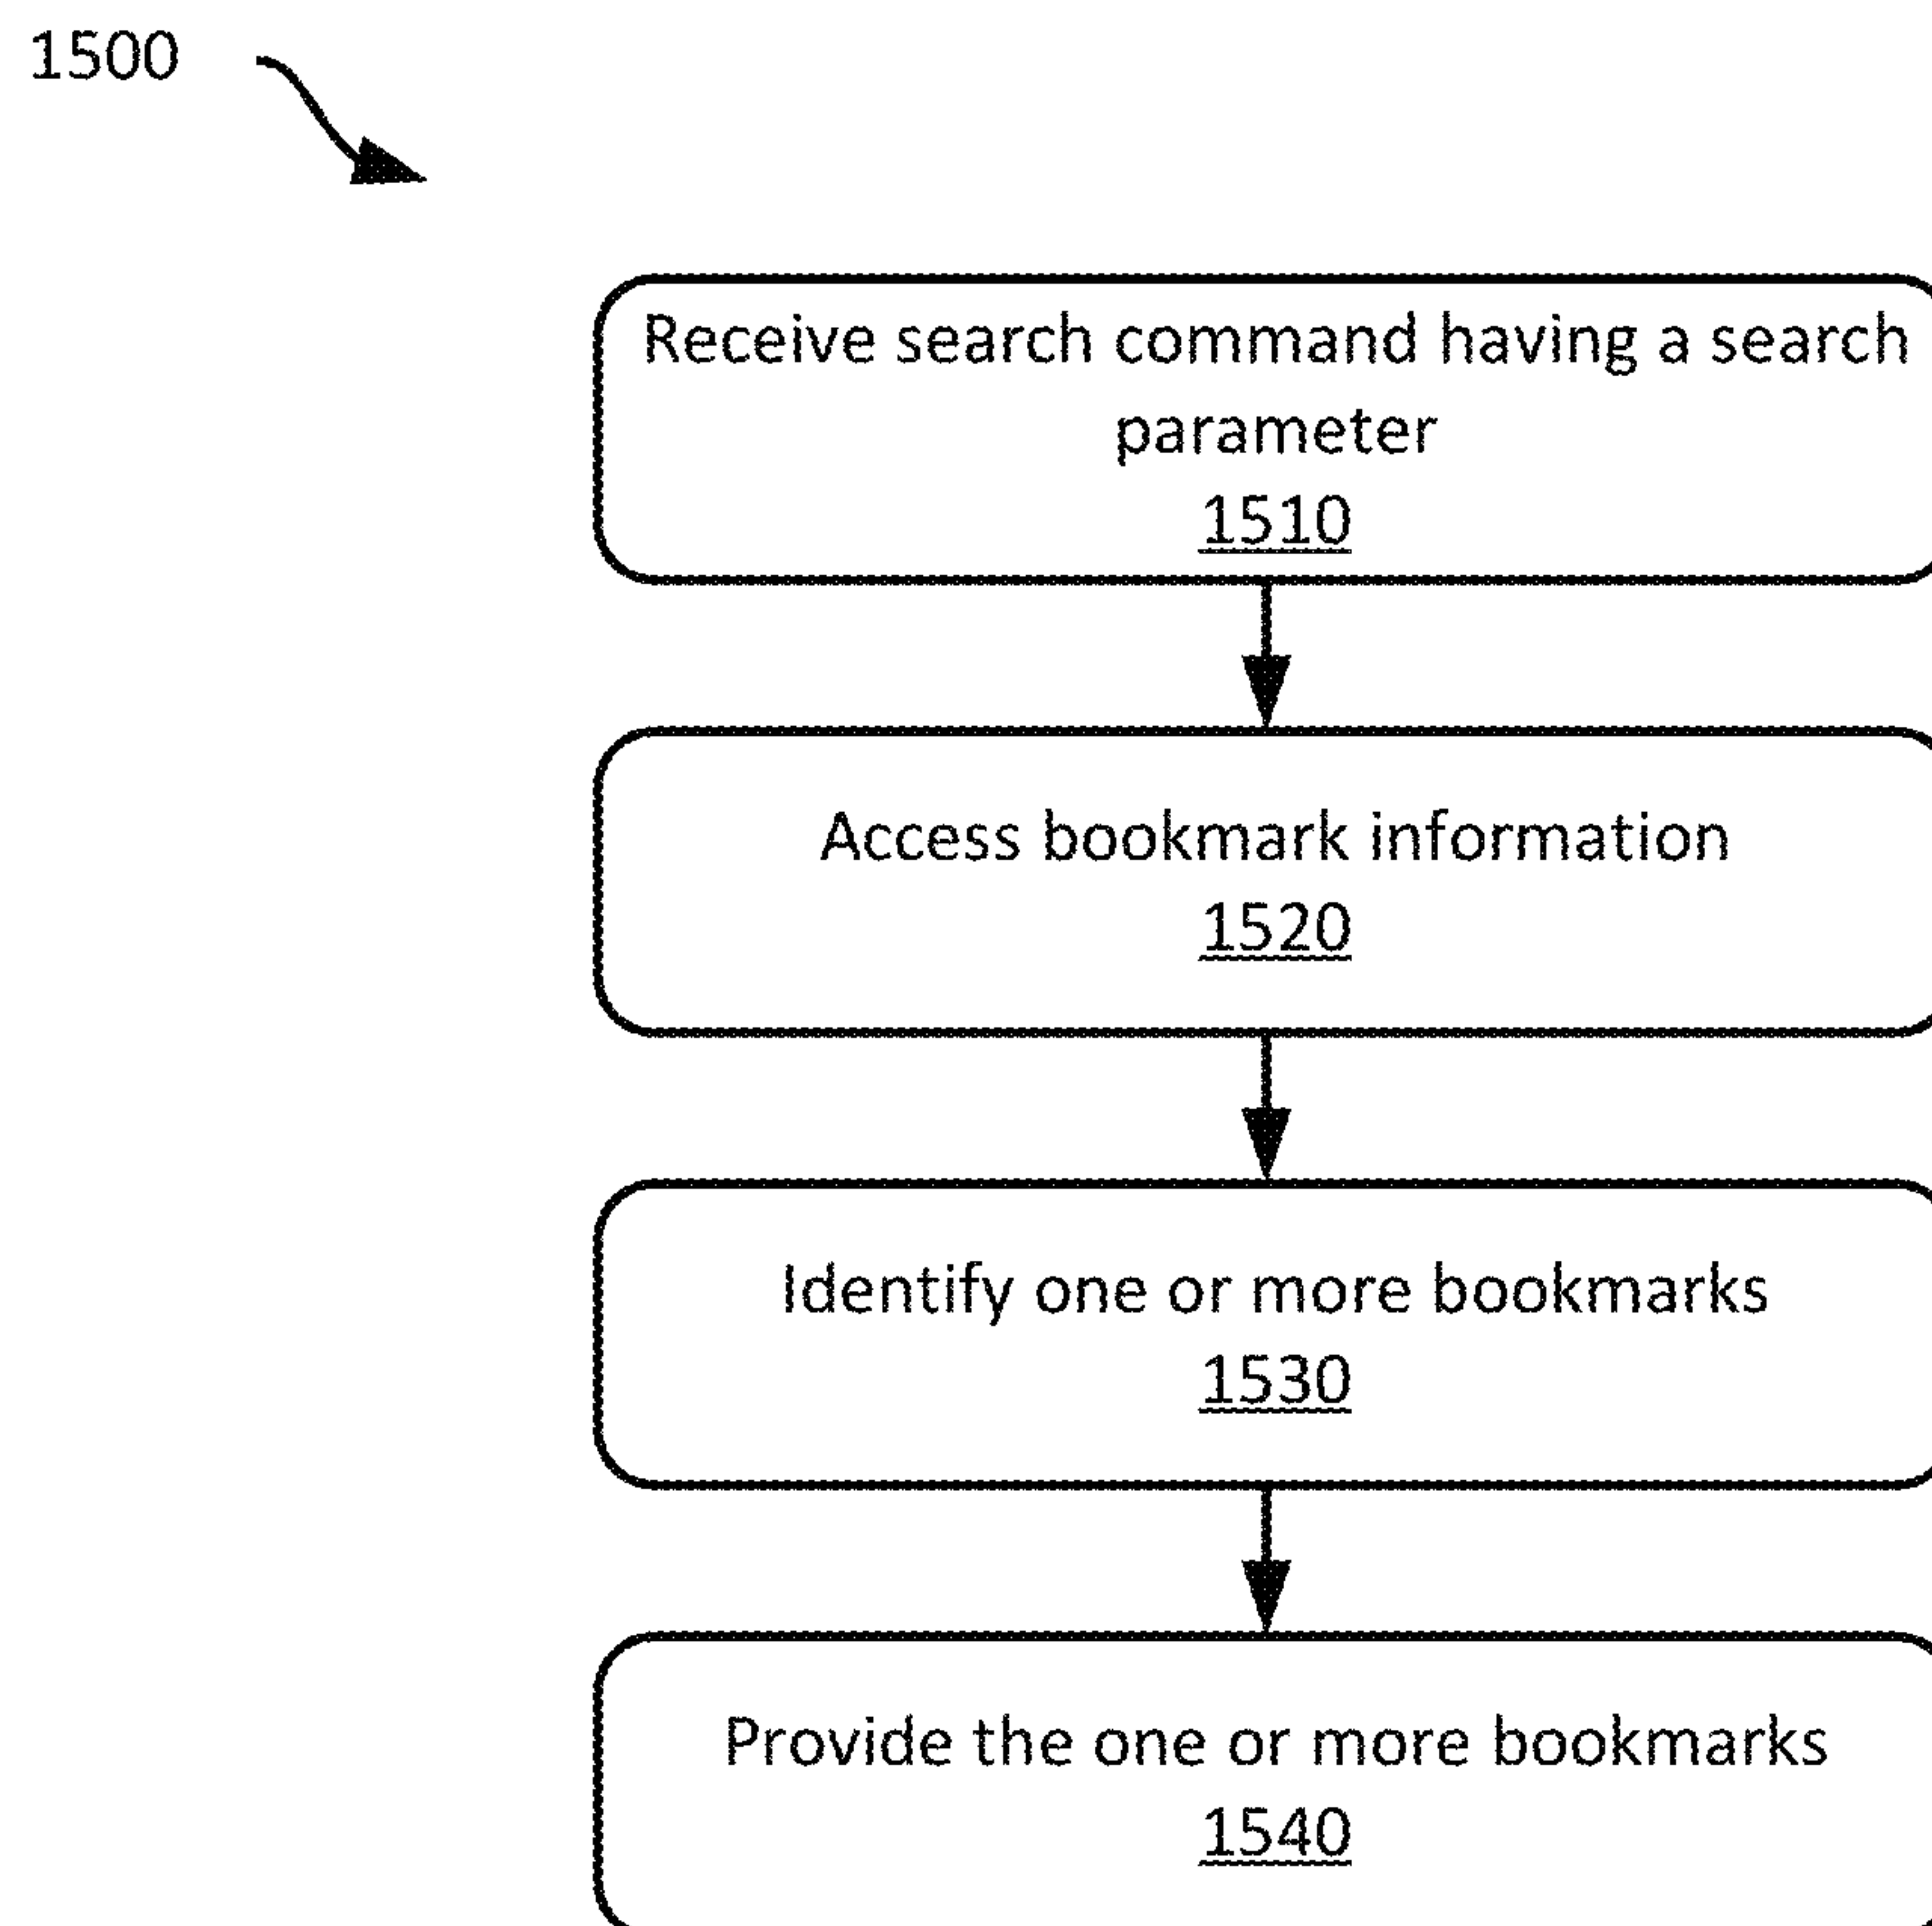 1500
Receive search command having a search
parameter
1510
Access bookmark information
1520
Identify one or more bookmarks
1530
Provide the one or more bookmarks
1540